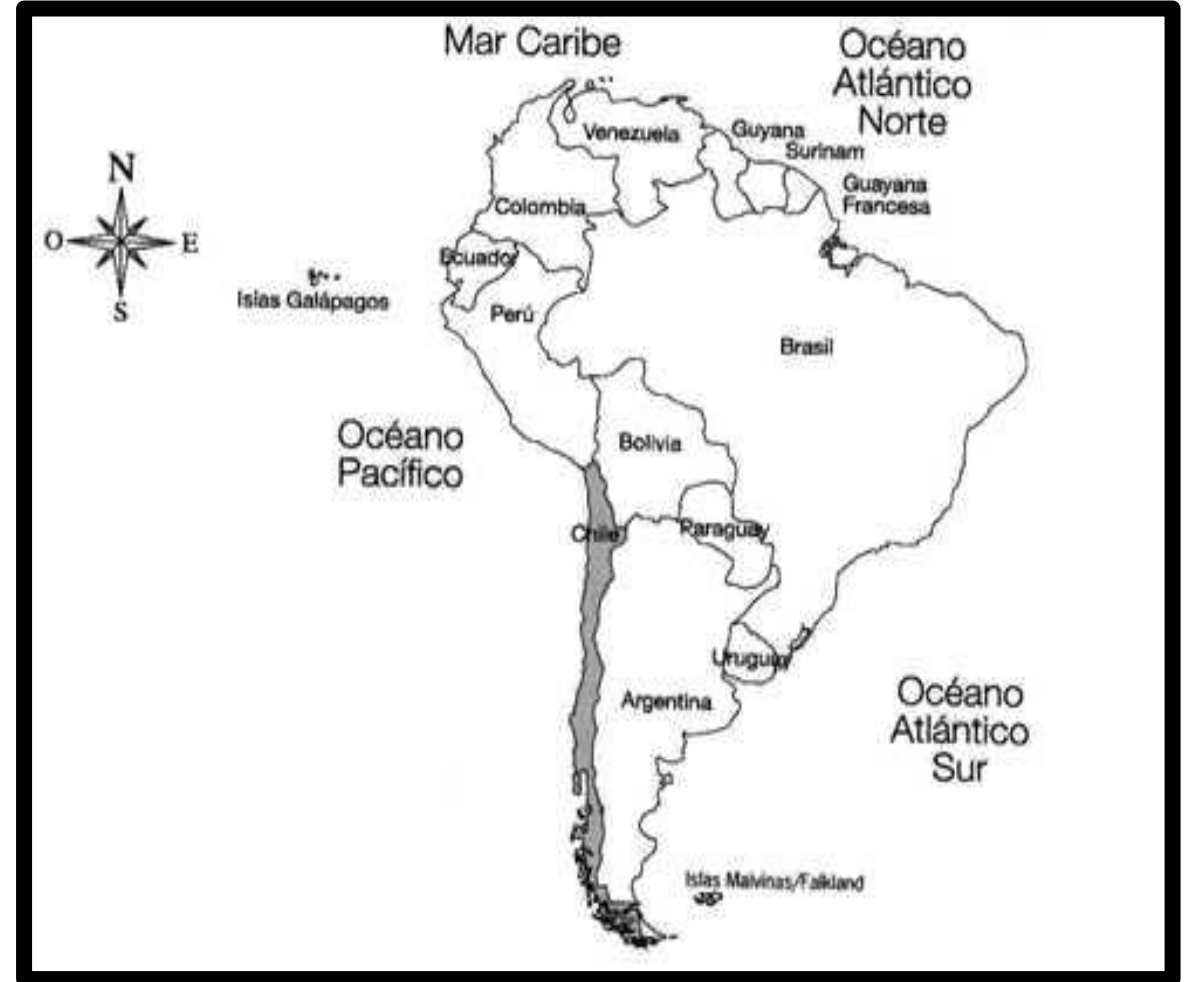 Mar Caribe
Océano
Atlántico
Norte
Venezuela
Guyana
Surinam
Guayana
Francesa
N
O
E
S
Colombia
Ecuador
Islas Galápagos
Perú
Brasil
Océano
Pacífico
Bolivia
Chile
Paraguay
Uruguay
Argentina
Océano
Atlántico
Sur
Islas Malvinas/Falkland